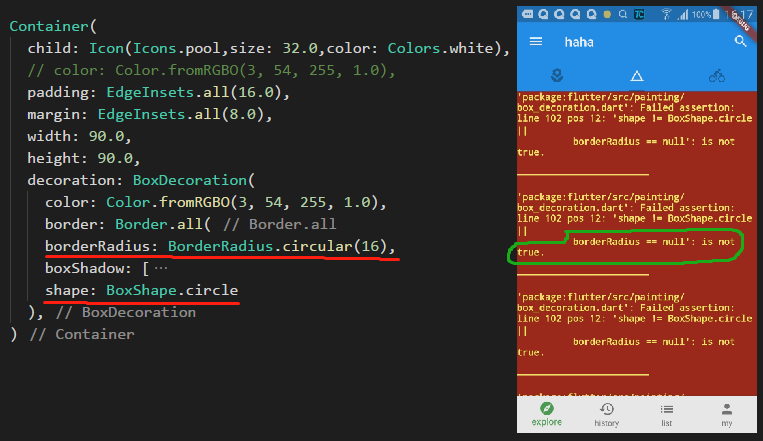 Container(
child: Icon(Icons.pool,size: 32.0,color: Colors.white),
// color: Color.fromRGBO(3, 54, 255, 1.0),
padding: EdgeInsets.all(16.0),
margin: EdgeInsets.all(8.0),
width: 90.0,
height: 90.0,
decoration: BoxDecoration(
color: Color.fromRGBO(3, 54, 255, 1.0),
border: Border.all( // Border.all
borderRadius: BorderRadius.circular(16),
boxShadow: [ ···
shape: BoxShape.circle
), // BoxDecoration
) // Container
7C
100%
17
haha
'package:flutter/src/painting/
box_decoration.dart': Failed assertion:
line 102 pos 12: 'shape != BoxShape.circle
||
borderRadius == null': is not
true.
'package:flutter/src/painting/
box_decoration.dart': Failed assertion:
line 102 pos 12: 'shape != BoxShape.circle
||
borderRadius == null': is not
true.
'package:flutter/src/painting/
box_decoration.dart': Failed assertion:
line 102 pos 12: 'shape != BoxShape.circle
||
borderRadius == null': is not
true.
'package:flutter/src/painting/
explore
history
list
my